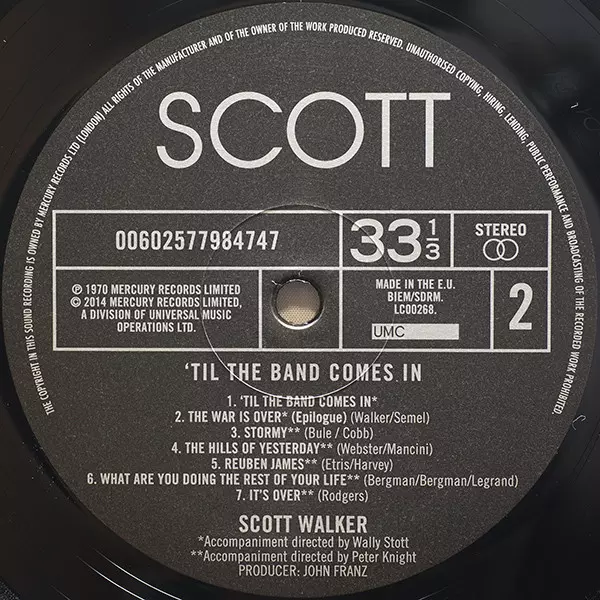 THE COPYRIGHT IN THIS SOUND RECORDING IS OWNED BY MERCURY RECORDS LTD (LONDON) ALL RIGHTS OF THE MANUFACTURER AND OF THE OWNER OF THE WORK PRODUCED RESERVED. UNAUTHORISED COPYING, HIRING, LENDING, PUBLIC PERFORMANCE AND BROADCASTING OF THE RECORDED WORK PROHIBITED.
SCOTT
00602577984747
33 1/3
STEREO
℗ 1970 MERCURY RECORDS LIMITED
© 2014 MERCURY RECORDS LIMITED,
A DIVISION OF UNIVERSAL MUSIC
OPERATIONS LTD.
MADE IN THE E.U.
BIEM/SDRM.
LC00268.
UMC
2
'TIL THE BAND COMES IN
1. 'TIL THE BAND COMES IN*
2. THE WAR IS OVER* (Epilogue) (Walker/Semel)
3. STORMY** (Bule / Cobb)
4. THE HILLS OF YESTERDAY** (Webster/Mancini)
5. REUBEN JAMES** (Etris/Harvey)
6. WHAT ARE YOU DOING THE REST OF YOUR LIFE** (Bergman/Bergman/Legrand)
7. IT'S OVER** (Rodgers)
SCOTT WALKER
*Accompaniment directed by Wally Stott
**Accompaniment directed by Peter Knight
PRODUCER: JOHN FRANZ